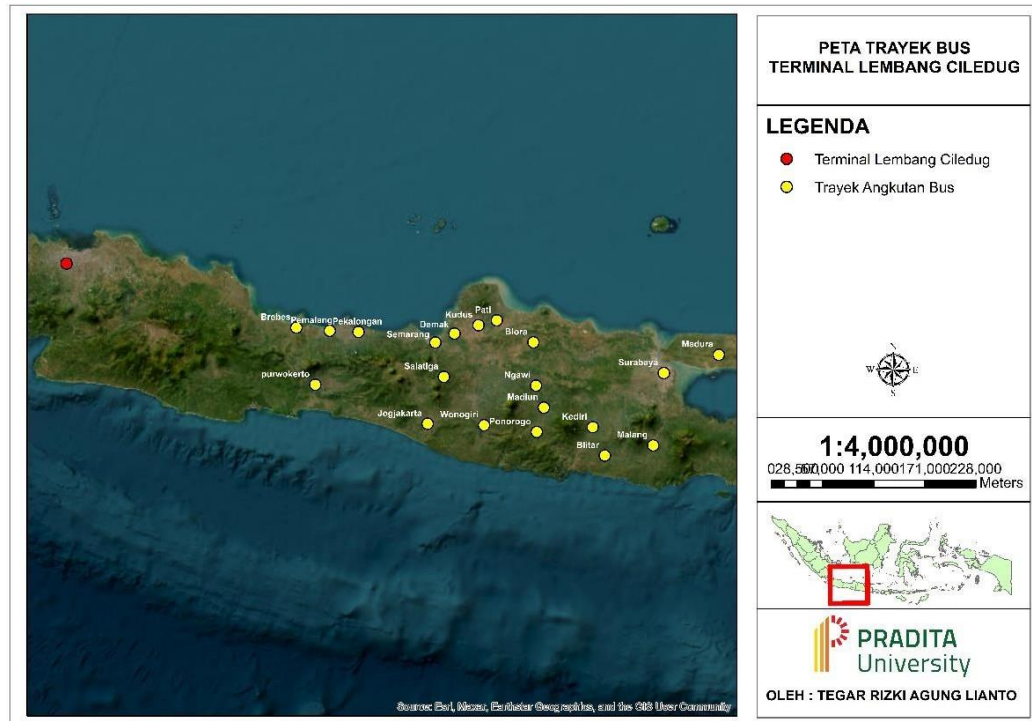 PETA TRAYEK BUS
TERMINAL LEMBANG CILEDUG
LEGENDA
Terminal Lembang Ciledug
Trayek Angkutan Bus
Brebes
Pemalang
Pekalongan
Semarang
Demak
Kudus
Pati
Blora
Madura
Surabaya
purwokerto
Salatiga
Ngawi
Madiun
Jogjakarta
Wonogiri
Ponorogo
Kediri
Blitar
Malang
N
W E
S
1:4,000,000
114,000 171,000 228,000
Meters
PRADITA
University
OLEH : TEGAR RIZKI AGUNG LIANTO
Source: Esri, Maxar, Earthstar Geographics, and the GIS User Community